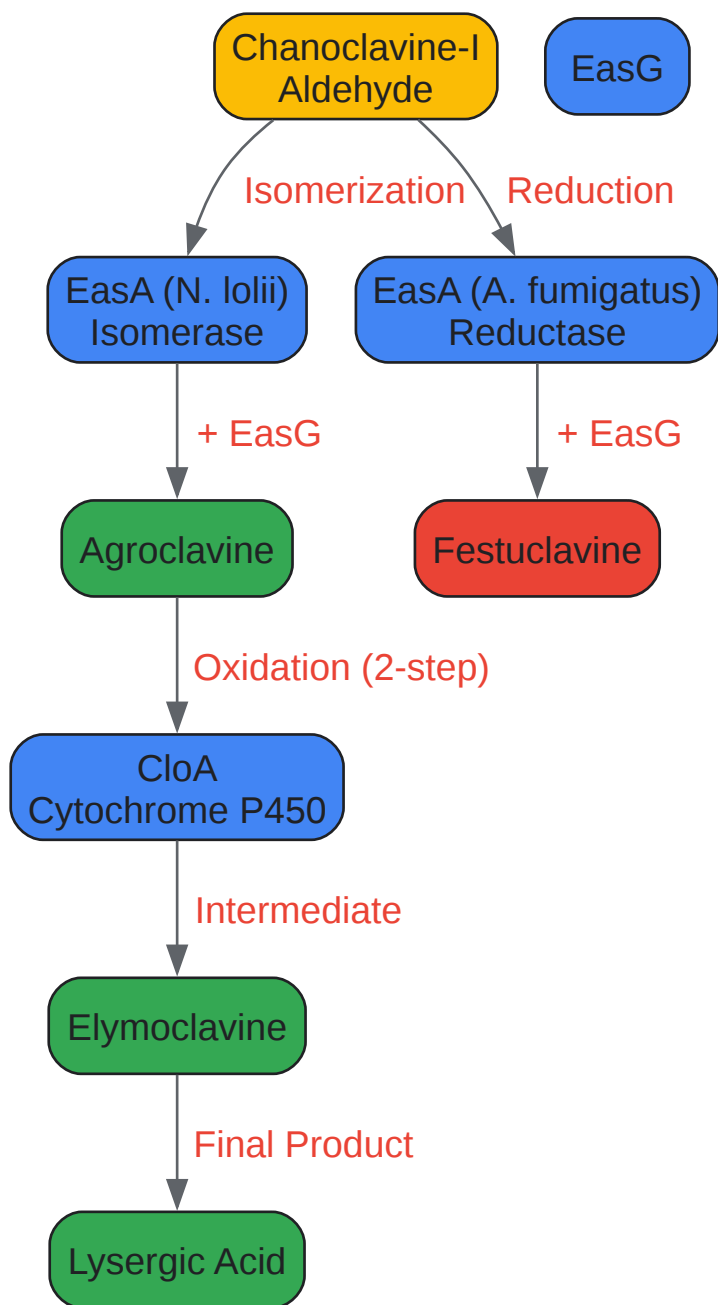 Chanoclavine-I
Aldehyde
EasG
Isomerization
Reduction
EasA (N. lolii)
Isomerase
EasA (A. fumigatus)
Reductase
+ EasG
+ EasG
Agroclavine
Festuclavine
Oxidation (2-step)
CloA
Cytochrome P450
Intermediate
Elymoclavine
Final Product
Lysergic Acid